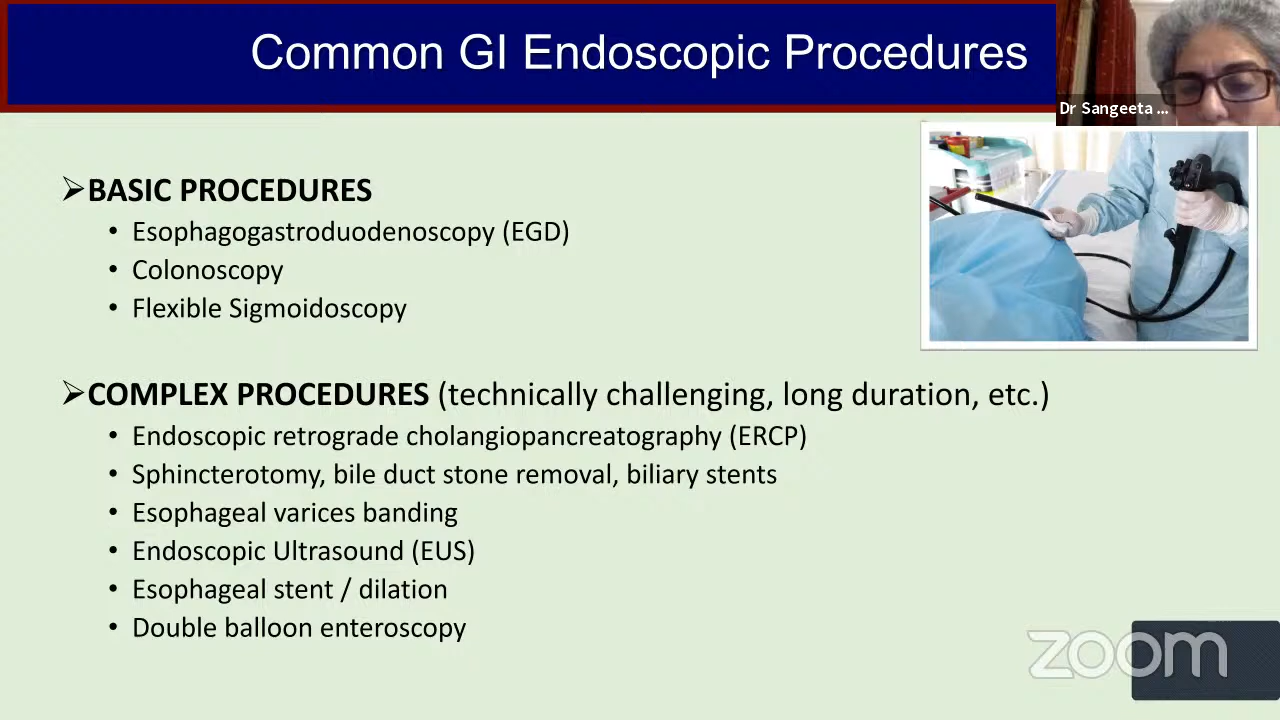 Common GI Endoscopic Procedures
Dr Sangeeta ...
➢BASIC PROCEDURES
• Esophagogastroduodenoscopy (EGD)
• Colonoscopy
• Flexible Sigmoidoscopy
➢COMPLEX PROCEDURES (technically challenging, long duration, etc.)
• Endoscopic retrograde cholangiopancreatography (ERCP)
• Sphincterotomy, bile duct stone removal, biliary stents
• Esophageal varices banding
• Endoscopic Ultrasound (EUS)
• Esophageal stent / dilation
• Double balloon enteroscopy
zoom